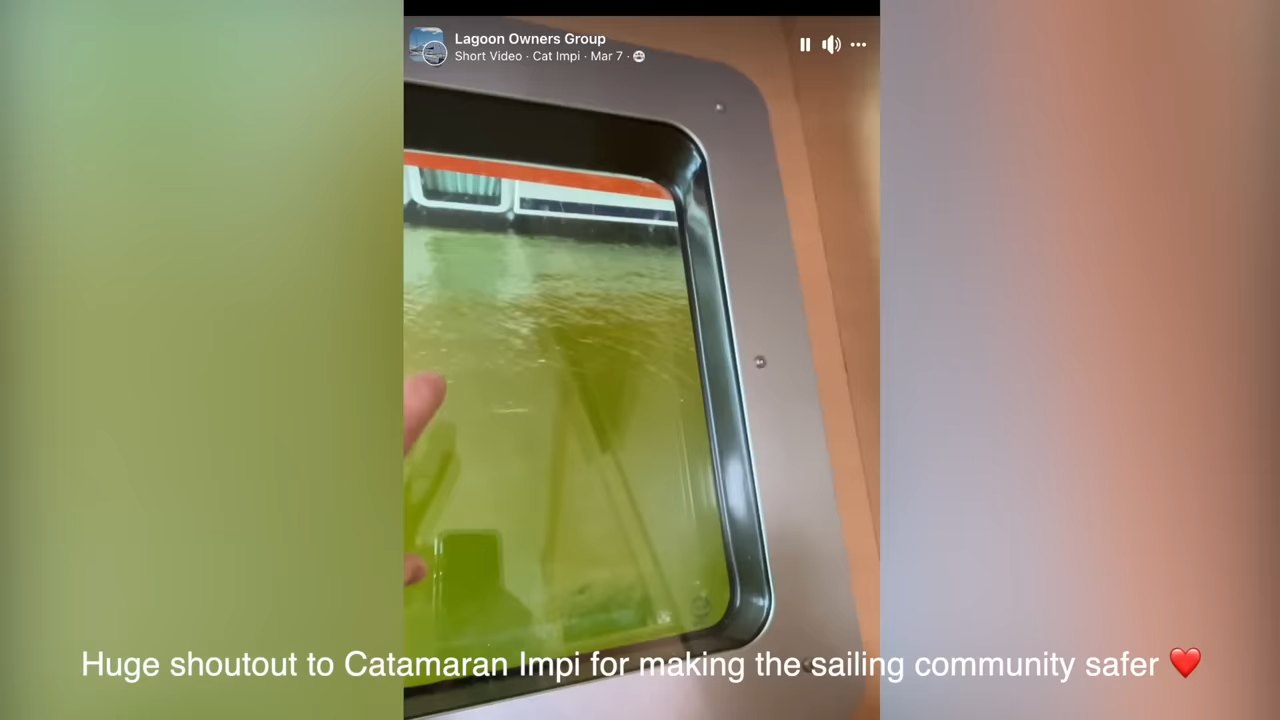 Lagoon Owners Group
Short Video · Cat Impi · Mar 7 ·
Huge shoutout to Catamaran Impi for making the sailing community safer ❤️